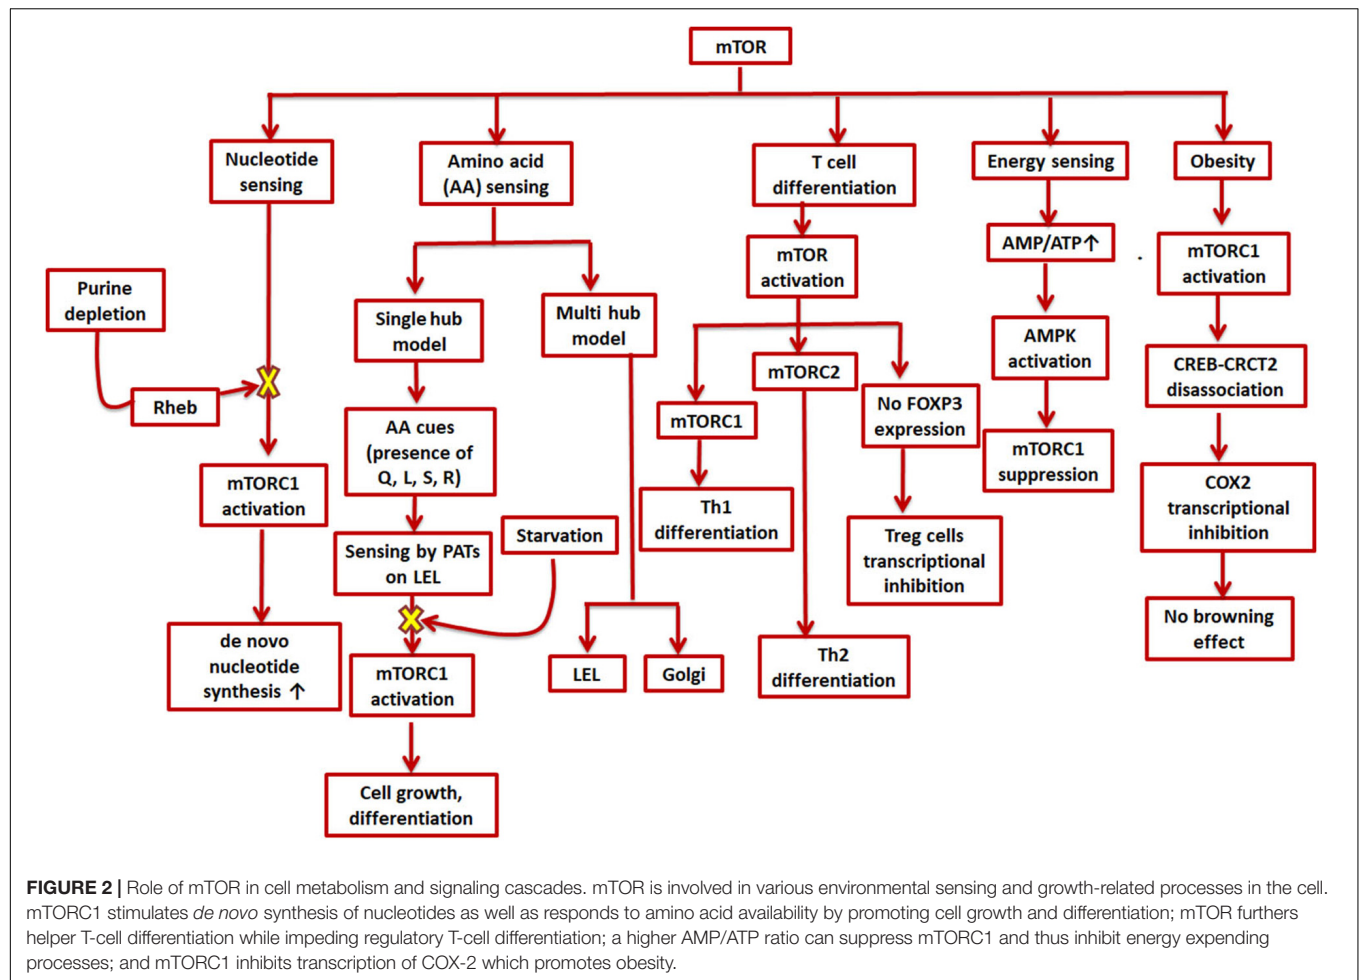 mTOR
Nucleotide
sensing
Amino acid
(AA) sensing
T cell
differentiation
Energy sensing
Obesity
Purine
depletion
Rheb
mTORC1
activation
de novo
nucleotide
synthesis ↑
Single hub
model
Multi hub
model
AA cues
(presence of
Q, L, S, R)
Sensing by PATs
on LEL
Starvation
mTORC1
activation
Cell growth,
differentiation
LEL
Golgi
mTOR
activation
mTORC1
mTORC2
No FOXP3
expression
Th1
differentiation
Th2
differentiation
Treg cells
transcriptional
inhibition
AMP/ATP↑
AMPK
activation
mTORC1
suppression
mTORC1
activation
CREB-CRCT2
disassociation
COX2
transcriptional
inhibition
No browning
effect
FIGURE 2 | Role of mTOR in cell metabolism and signaling cascades. mTOR is involved in various environmental sensing and growth-related processes in the cell.
mTORC1 stimulates de novo synthesis of nucleotides as well as responds to amino acid availability by promoting cell growth and differentiation; mTOR furthers
helper T-cell differentiation while impeding regulatory T-cell differentiation; a higher AMP/ATP ratio can suppress mTORC1 and thus inhibit energy expending
processes; and mTORC1 inhibits transcription of COX-2 which promotes obesity.